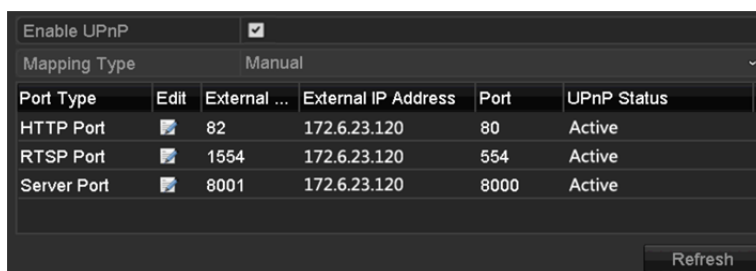 Enable UPnP
Mapping Type Manual
Port Type Edit External ... External IP Address Port UPnP Status
HTTP Port 82 172.6.23.120 80 Active
RTSP Port 1554 172.6.23.120 554 Active
Server Port 8001 172.6.23.120 8000 Active
Refresh